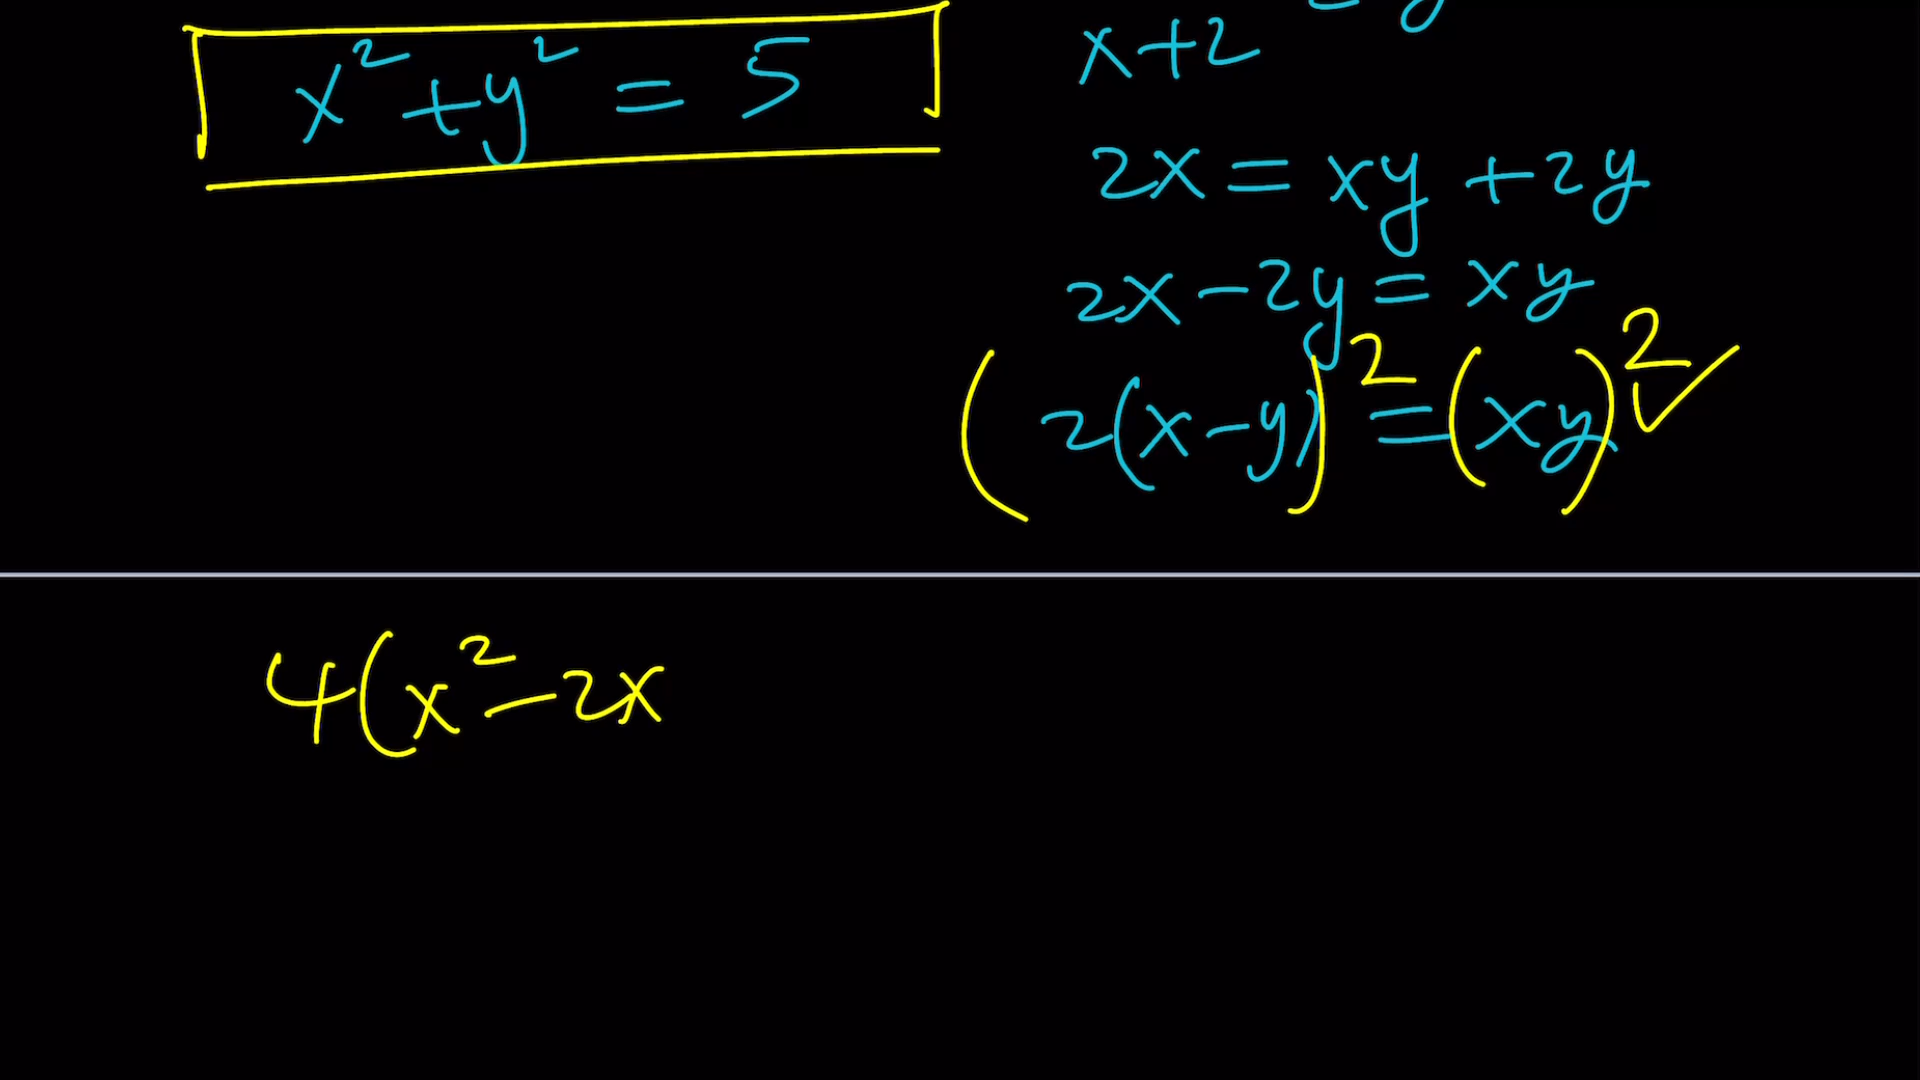 x² + y² = 5
x+2 = y
2x = xy + 2y
2x - 2y = xy
(2(x-y))² = (xy)²
4(x² - 2x